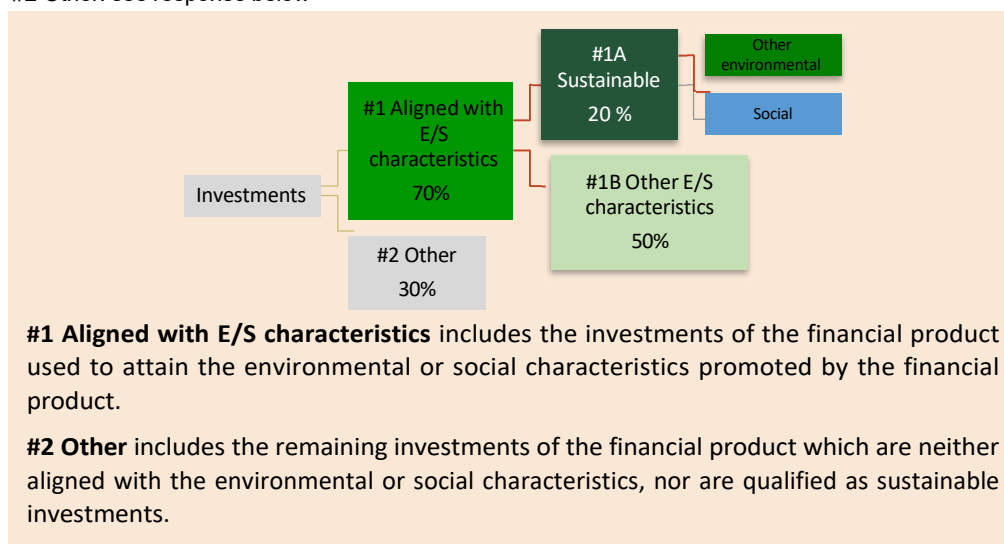 #1A
Sustainable
20 %
Other
environmental
Social
#1 Aligned with
E/S
characteristics
70%
#1B Other E/S
characteristics
50%
Investments
#2 Other
30%
#1 Aligned with E/S characteristics includes the investments of the financial product
used to attain the environmental or social characteristics promoted by the financial
product.
#2 Other includes the remaining investments of the financial product which are neither
aligned with the environmental or social characteristics, nor are qualified as sustainable
investments.